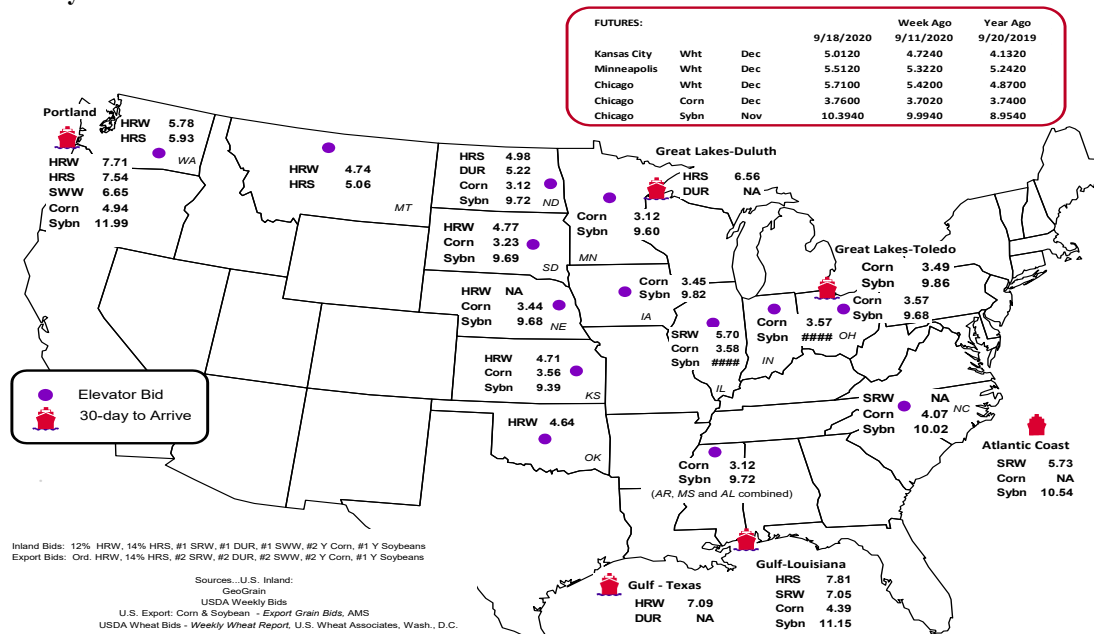 FUTURES:
Week Ago Year Ago
9/18/2020 9/11/2020 9/20/2019
Kansas City Wht Dec 5.0120 4.7240 4.1320
Minneapolis Wht Dec 5.5120 5.3220 5.2420
Chicago Wht Dec 5.7100 5.4200 4.8700
Chicago Corn Dec 3.7600 3.7020 3.7400
Chicago Sybn Nov 10.3940 9.9940 8.9540
Portland
HRW 7.71
HRS 7.54
SWW 6.65
Corn 4.94
Sybn 11.99
HRW 5.78
HRS 5.93
WA
HRW 4.74
HRS 5.06
MT
HRS 4.98
DUR 5.22
Corn 3.12
Sybn 9.72
ND
HRW 4.77
Corn 3.23
Sybn 9.69
SD
HRW NA
Corn 3.44
Sybn 9.68
NE
HRW 4.71
Corn 3.56
Sybn 9.39
KS
HRW 4.64
OK
Great Lakes-Duluth
HRS 6.56
DUR NA
Corn 3.12
Sybn 9.60
MN
Corn 3.45
Sybn 9.82
IA
SRW 5.70
Corn 3.58
Sybn ####
IL
Great Lakes-Toledo
Corn 3.49
Sybn 9.86
Corn 3.57
Sybn 9.68
OH
Corn 3.57
Sybn ####
IN
SRW NA
Corn 4.07
Sybn 10.02
NC
Atlantic Coast
SRW 5.73
Corn NA
Sybn 10.54
Corn 3.12
Sybn 9.72
(AR, MS and AL combined)
Gulf-Louisiana
HRS 7.81
SRW 7.05
Corn 4.39
Sybn 11.15
Gulf - Texas
HRW 7.09
DUR NA
Elevator Bid
30-day to Arrive
Inland Bids: 12% HRW, 14% HRS, #1 SRW, #1 DUR, #1 SWW, #2 Y Corn, #1 Y Soybeans
Export Bids: Ord. HRW, 14% HRS, #2 SRW, #2 DUR, #2 SWW, #2 Y Corn, #1 Y Soybeans
Sources...U.S. Inland:
GeoGrain
USDA Weekly Bids
U.S. Export: Corn & Soybean - Export Grain Bids, AMS
USDA Wheat Bids - Weekly Wheat Report, U.S. Wheat Associates, Wash., D.C.